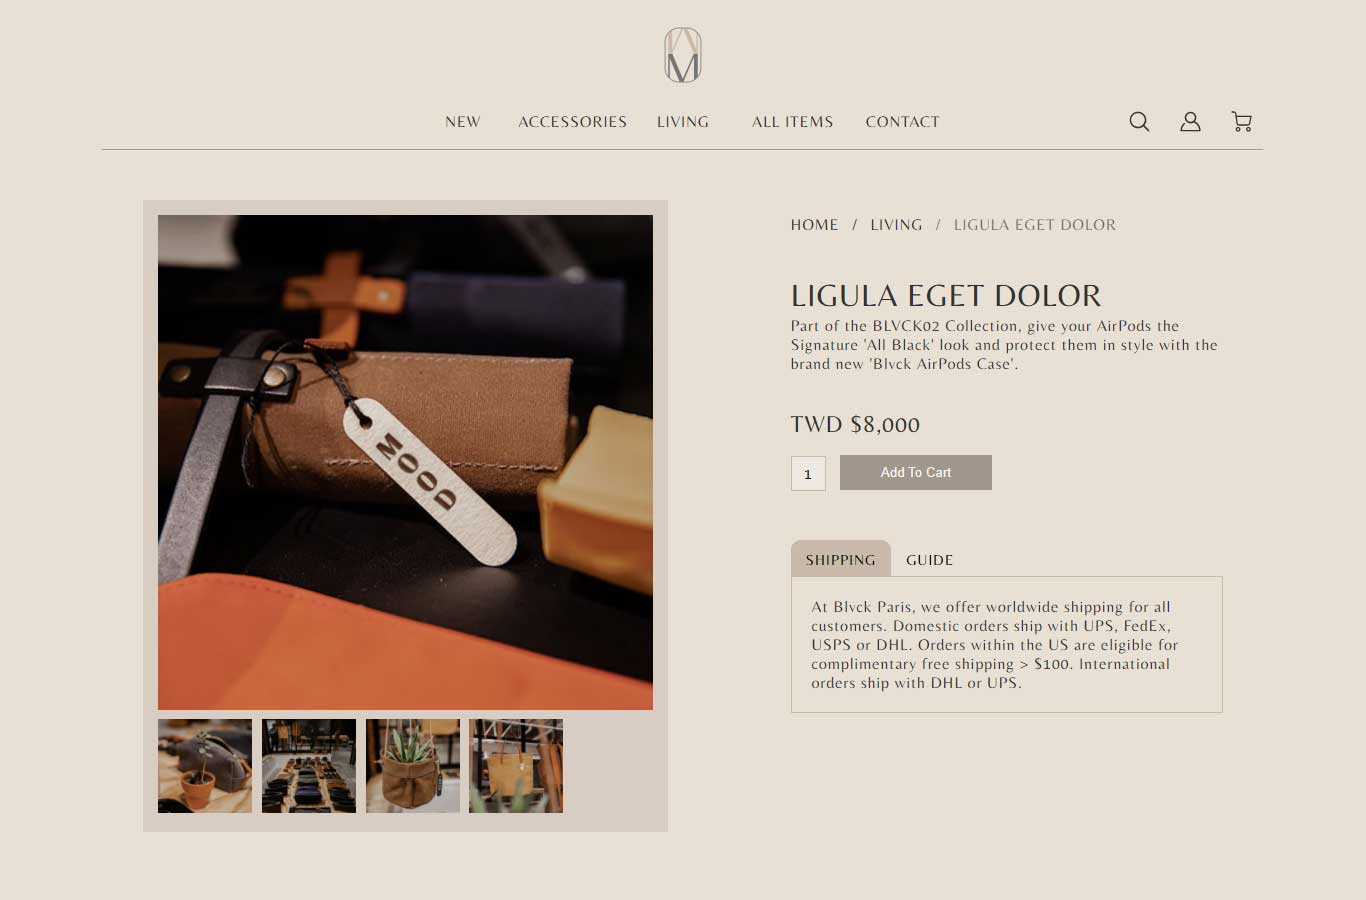 NEW ACCESSORIES LIVING ALL ITEMS CONTACT
HOME / LIVING / LIGULA EGET DOLOR
LIGULA EGET DOLOR
Part of the BLVCK02 Collection, give your AirPods the
Signature 'All Black' look and protect them in style with the
brand new 'Blvck AirPods Case'.
TWD $8,000
1 Add To Cart
SHIPPING GUIDE
At Blvck Paris, we offer worldwide shipping for all
customers. Domestic orders ship with UPS, FedEx,
USPS or DHL. Orders within the US are eligible for
complimentary free shipping > $100. International
orders ship with DHL or UPS.
MOOD